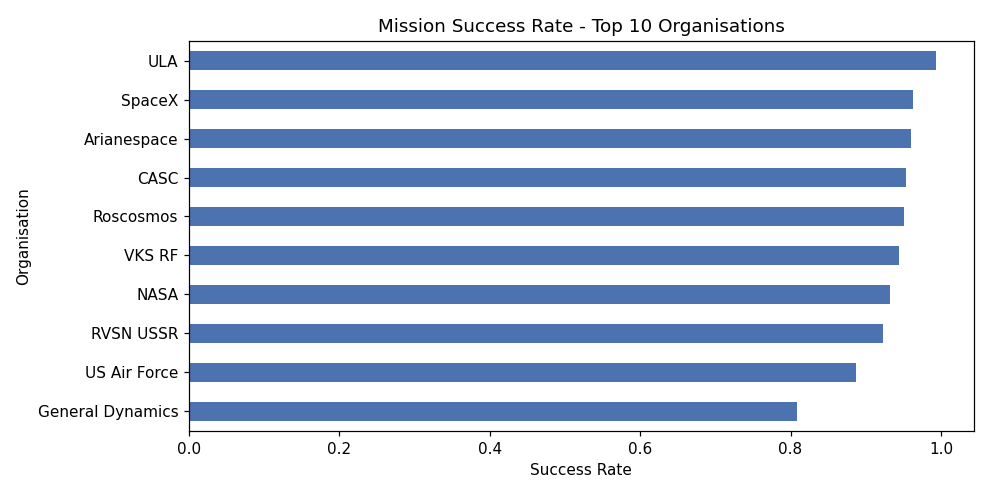 Mission Success Rate - Top 10 Organisations
Organisation
ULA
SpaceX
Arianespace
CASC
Roscosmos
VKS RF
NASA
RVSN USSR
US Air Force
General Dynamics
0.0 0.2 0.4 0.6 0.8 1.0
Success Rate